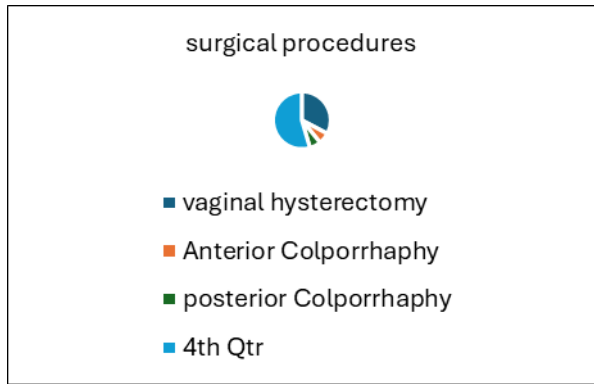 surgical procedures
vaginal hysterectomy
Anterior Colporrhaphy
posterior Colporrhaphy
4th Qtr